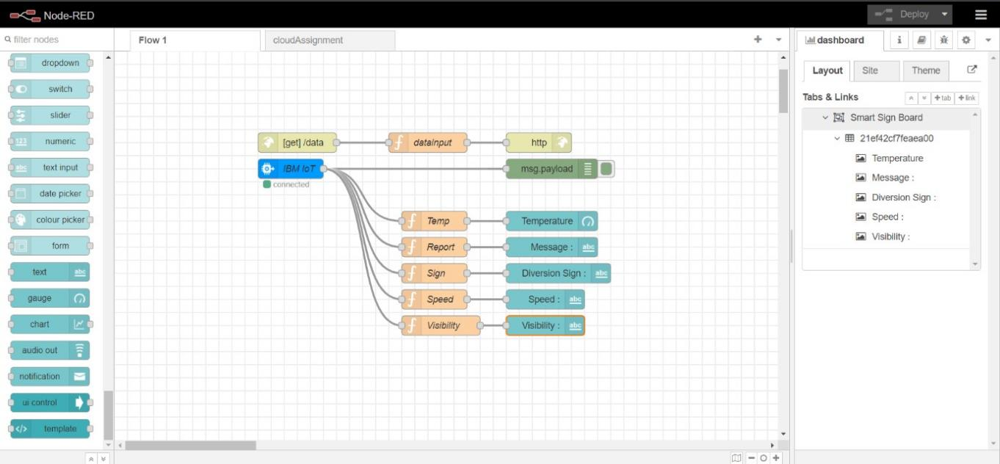 Node-RED
Deploy
filter nodes
Flow 1
cloudAssignment
dashboard
i
dropdown
switch
slider
123 numeric
abc text input
date picker
colour picker
form
text abc
gauge
chart
audio out
notification
ui control
</> template
[get] /data
f dataInput
http
IBM IoT
msg.payload
connected
f Temp
Temperature
f Report
Message : abc
f Sign
Diversion Sign : abc
f Speed
Speed : abc
f Visibility
Visibility : abc
Layout
Site
Theme
Tabs & Links
+ tab
+ link
Smart Sign Board
21ef42cf7feaea00
Temperature
Message :
Diversion Sign :
Speed :
Visibility :